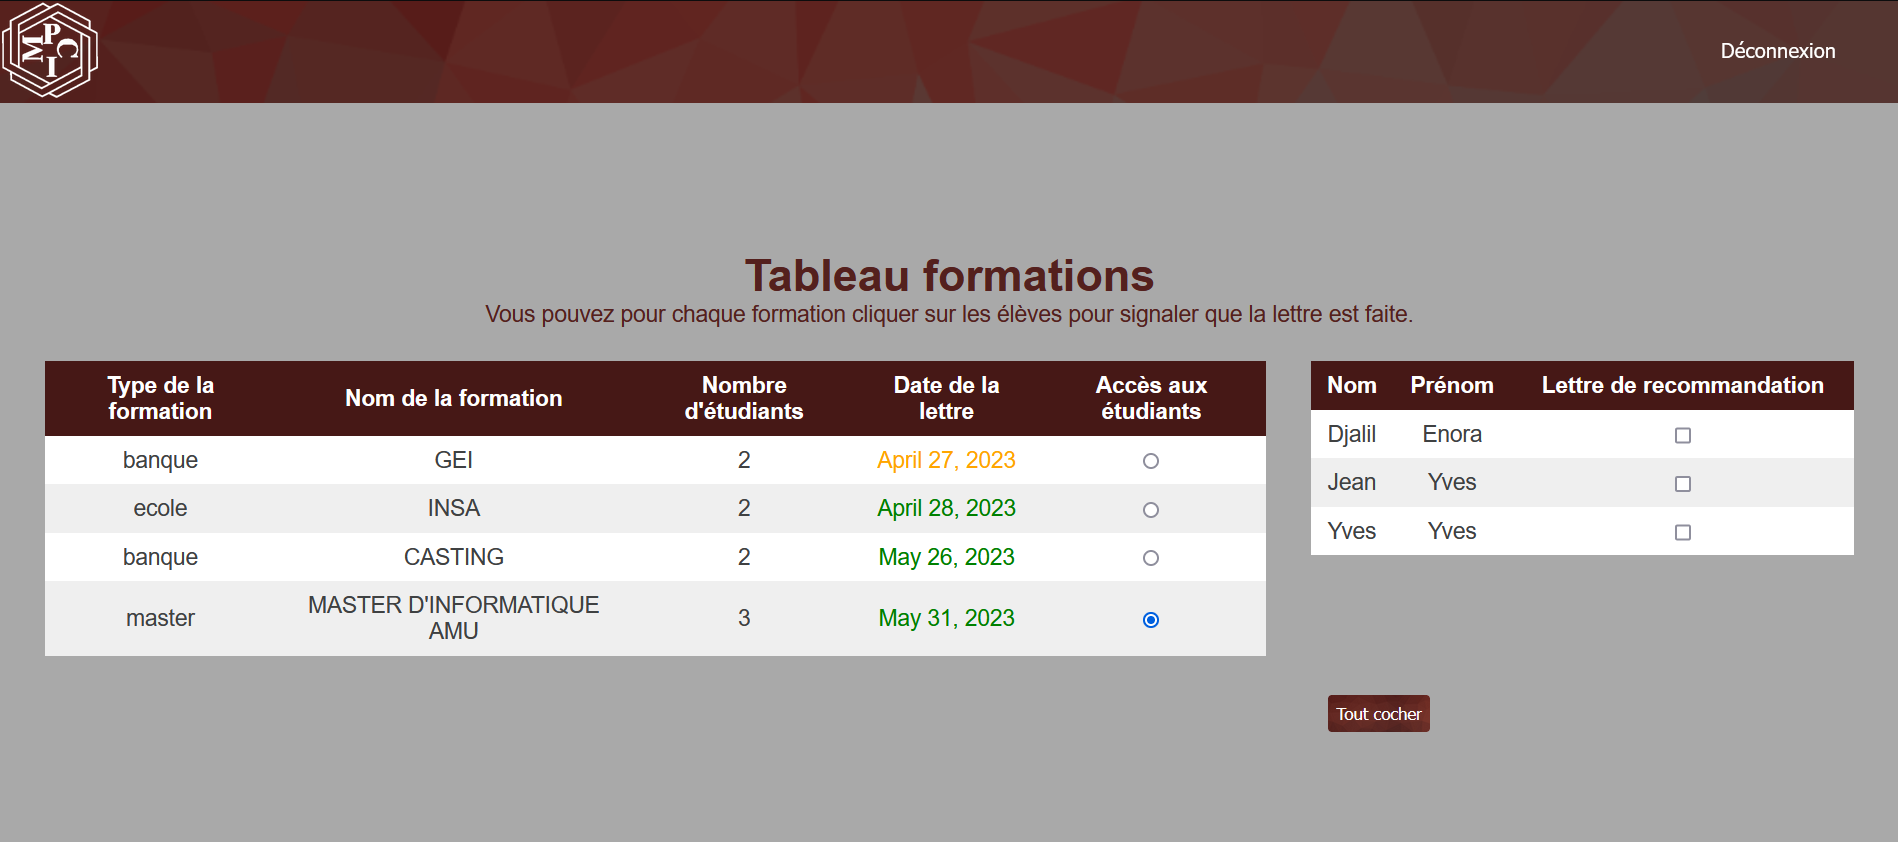 M P C I
Déconnexion
Tableau formations
Vous pouvez pour chaque formation cliquer sur les élèves pour signaler que la lettre est faite.
Type de la formation Nom de la formation Nombre d'étudiants Date de la lettre Accès aux étudiants
banque GEI 2 April 27, 2023
ecole INSA 2 April 28, 2023
banque CASTING 2 May 26, 2023
master MASTER D'INFORMATIQUE AMU 3 May 31, 2023
Nom Prénom Lettre de recommandation
Djalil Enora
Jean Yves
Yves Yves
Tout cocher